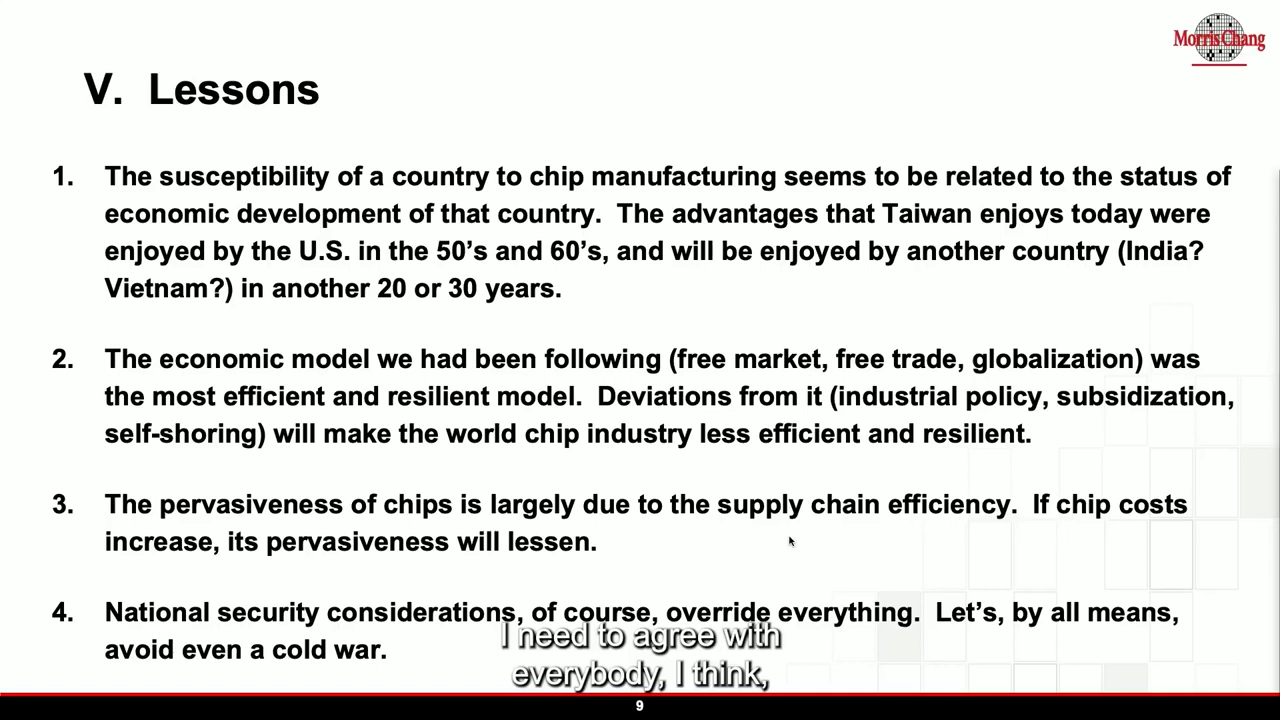 Morris Chang
V. Lessons
1. The susceptibility of a country to chip manufacturing seems to be related to the status of
economic development of that country. The advantages that Taiwan enjoys today were
enjoyed by the U.S. in the 50’s and 60’s, and will be enjoyed by another country (India?
Vietnam?) in another 20 or 30 years.
2. The economic model we had been following (free market, free trade, globalization) was
the most efficient and resilient model. Deviations from it (industrial policy, subsidization,
self-shoring) will make the world chip industry less efficient and resilient.
3. The pervasiveness of chips is largely due to the supply chain efficiency. If chip costs
increase, its pervasiveness will lessen.
4. National security considerations, of course, override everything. Let’s, by all means,
avoid even a cold war.
I need to agree with
everybody, I think,
9